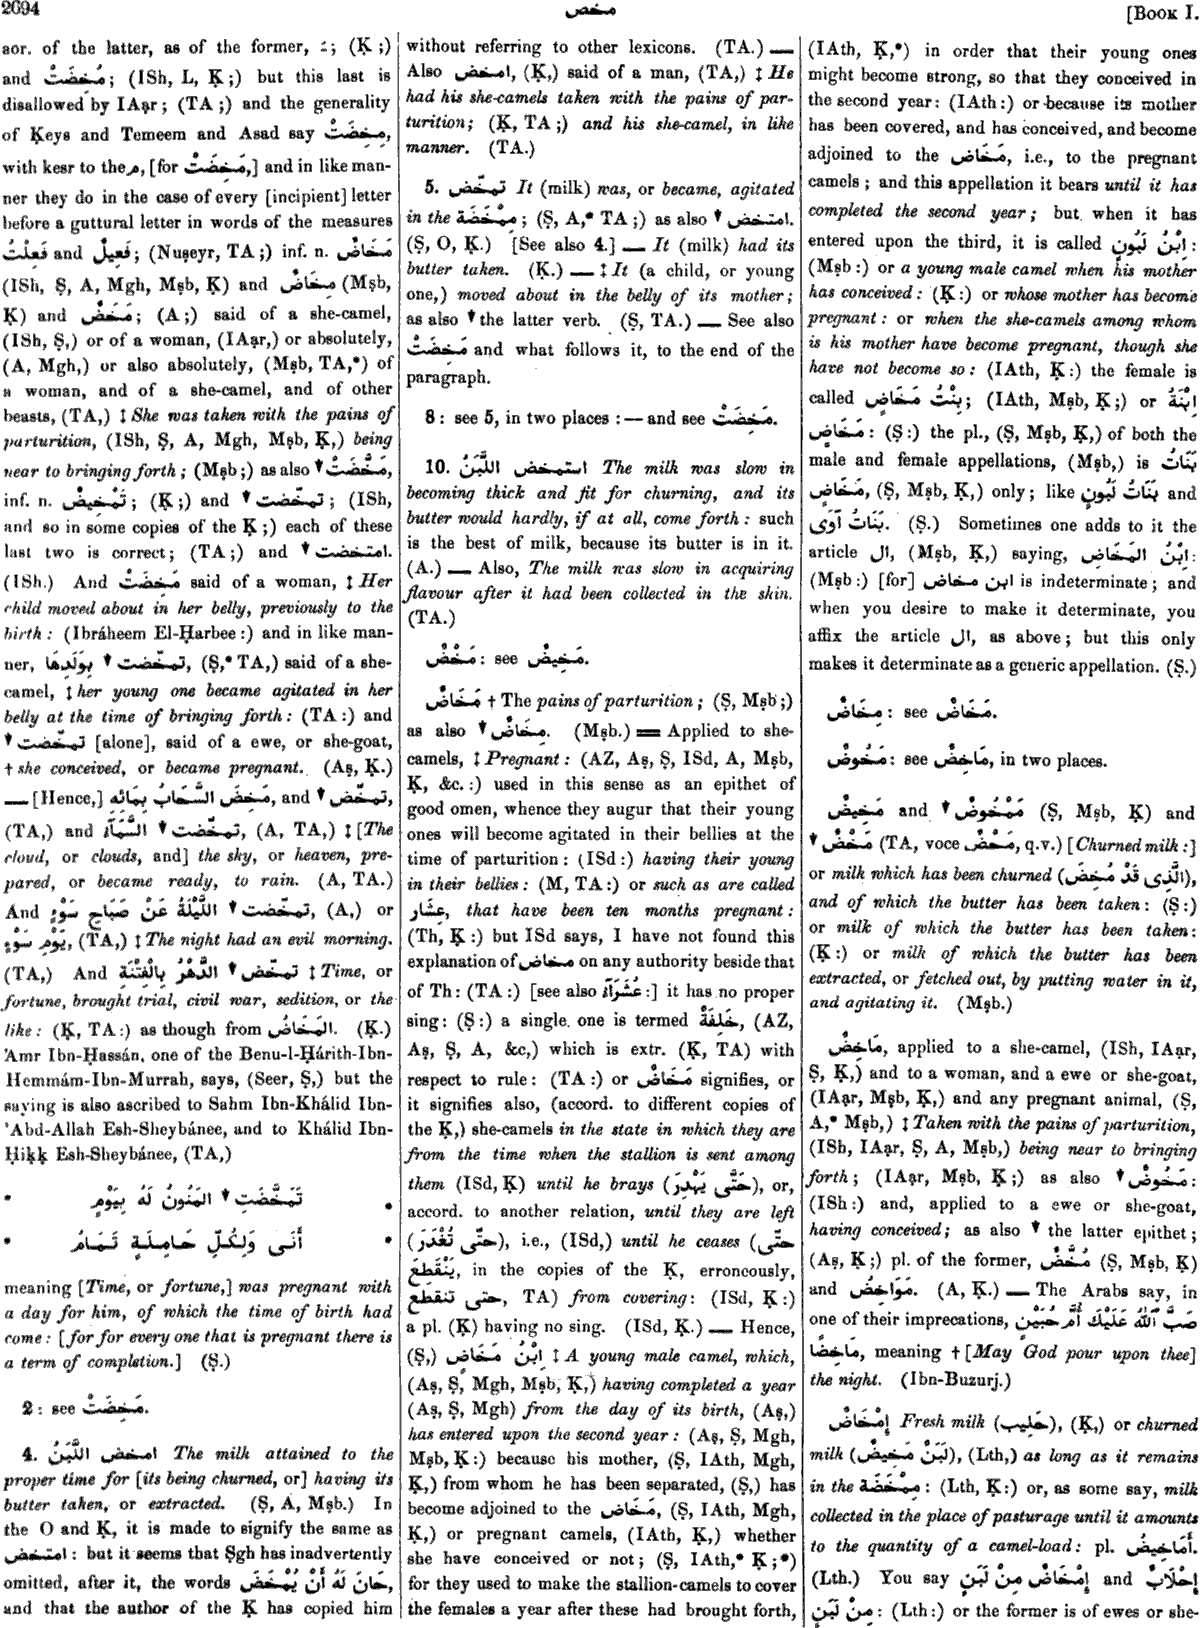 2694
مخض
[BOOK I.
aor. of the latter, as of the former, ـَ; (Ḳ;)
and مُخِضَتْ; (ISh, L, Ḳ;) but this last is
disallowed by IAạr; (TA;) and the generality
of Ḳeys and Temeem and Asad say مِخِضَتْ,
with kesr to the م, [for مَخِضَتْ,] and in like man-
ner they do in the case of every [incipient] letter
before a guttural letter in words of the measures
فَعِلْتُ and فَعِيلٌ; (Nuṣeyr, TA;) inf. n. مَخَاضٌ
(ISh, Ṣ, A, Mgh, Mṣb, Ḳ) and مِخَاضٌ (Mṣb,
Ḳ) and مَخْضٌ; (A;) said of a she-camel,
(ISh, Ṣ,) or of a woman, (IAạr,) or absolutely,
(A, Mgh,) or also absolutely, (Mṣb, TA,*) of
a woman, and of a she-camel, and of other
beasts, (TA,) ‡ She was taken with the pains of
parturition, (ISh, Ṣ, A, Mgh, Mṣb, Ḳ,) being
near to bringing forth; (Mṣb;) as also ▼ مَخَّضَتْ,
inf. n. تَمْخِيضٌ; (Ḳ;) and ▼ تمخّضت; (ISh,
and so in some copies of the Ḳ;) each of these
last two is correct; (TA;) and ▼ امتخضت.
(ISh.) And مَخِضَتْ said of a woman, ‡ Her
child moved about in her belly, previously to the
birth: (Ibráheem El-Ḥarbee:) and in like man-
ner, تمخّضت ▼ بِوَلَدِهَا, (Ṣ,* TA,) said of a she-
camel, ‡ her young one became agitated in her
belly at the time of bringing forth: (TA:) and
▼ تمخّضت [alone], said of a ewe, or she-goat,
† she conceived, or became pregnant. (Aṣ, Ḳ.)
— [Hence,] مَخِضَ السَّحَابُ بِمَائِهِ, and ▼ تمخّض,
(TA,) and تمخّضت ▼ السَّمَآءُ, (A, TA,) ‡ [The
cloud, or clouds, and] the sky, or heaven, pre-
pared, or became ready, to rain. (A, TA.)
And تمخّضت ▼ اللَّيْلَةُ عَنْ صَبَاحِ سَوْءٍ, (A,) or
يَوْمِ سَوْءٍ, (TA,) ‡ The night had an evil morning.
(TA,) And تمخّض ▼ الدَّهْرُ بِالْفِتْنَةِ ‡ Time, or
fortune, brought trial, civil war, sedition, or the
like: (Ḳ, TA:) as though from المَخَاضُ. (Ḳ.)
'Amr Ibn-Ḥassán, one of the Benu-l-Ḥárith-Ibn-
Hemmám-Ibn-Murrah, says, (Seer, Ṣ,) but the
saying is also ascribed to Sahm Ibn-Khálid Ibn-
'Abd-Allah Esh-Sheybánee, and to Khálid Ibn-
Ḥiḳḳ Esh-Sheybánee, (TA,)
* تَمَخَّضَتِ ▼ المَنُونُ لَهُ بِيَوْمٍ *
* أَنَى وَلِكُلِّ حَامِلَةٍ تَمَامُ *
meaning [Time, or fortune,] was pregnant with
a day for him, of which the time of birth had
come: [for for every one that is pregnant there is
a term of completion.] (Ṣ.)
2: see مَخِضَتْ.
4. امخض اللَّبَنُ The milk attained to the
proper time for [its being churned, or] having its
butter taken, or extracted. (Ṣ, A, Mṣb.) In
the O and Ḳ, it is made to signify the same as
امتخض: but it seems that Ṣgh has inadvertently
omitted, after it, the words حَانَ لَهُ أَنْ يُمْخَضَ,
and that the author of the Ḳ has copied him
without referring to other lexicons. (TA.) —
Also امخض, (Ḳ,) said of a man, (TA,) ‡ He
had his she-camels taken with the pains of par-
turition; (Ḳ, TA;) and his she-camel, in like
manner. (TA.)
5. تمخّض It (milk) was, or became, agitated
in the مِمْخَضَة; (Ṣ, A,* TA;) as also ▼ امتخض.
(Ṣ, O, Ḳ.) [See also 4.] — It (milk) had its
butter taken. (Ḳ.) — ‡ It (a child, or young
one,) moved about in the belly of its mother;
as also ▼ the latter verb. (Ṣ, TA.) — See also
مَخِضَتْ and what follows it, to the end of the
paragraph.
8: see 5, in two places: — and see مَخِضَتْ.
10. استمخض اللَّبَنُ The milk was slow in
becoming thick and fit for churning, and its
butter would hardly, if at all, come forth: such
is the best of milk, because its butter is in it.
(A.) — Also, The milk was slow in acquiring
flavour after it had been collected in the skin.
(TA.)
مَخْضٌ: see مَخِيضٌ.
مَخَاضٌ † The pains of parturition; (Ṣ, Mṣb;)
as also ▼ مِخَاضٌ. (Mṣb.) = Applied to she-
camels, ‡ Pregnant: (AZ, Aṣ, Ṣ, ISd, A, Mṣb,
Ḳ, &c.:) used in this sense as an epithet of
good omen, whence they augur that their young
ones will become agitated in their bellies at the
time of parturition: (ISd:) having their young
in their bellies: (M, TA:) or such as are called
عِشَار, that have been ten months pregnant:
(Th, Ḳ:) but ISd says, I have not found this
explanation of مخاض on any authority beside that
of Th: (TA:) [see also عُشَرَآءُ:] it has no proper
sing: (Ṣ:) a single one is termed خَلِفَةٌ, (AZ,
Aṣ, Ṣ, A, &c,) which is extr. (Ḳ, TA) with
respect to rule: (TA:) or مَخَاضٌ signifies, or
it signifies also, (accord. to different copies of
the Ḳ,) she-camels in the state in which they are
from the time when the stallion is sent among
them (ISd, Ḳ) until he brays (حَتَّى يَهْدِرَ), or,
accord. to another relation, until they are left
(حَتَّى تُغْدَرَ), i.e., (ISd,) until he ceases (حتّى
يَنْقَطِعَ, in the copies of the Ḳ, erroneously,
حتى تنقطع, TA) from covering: (ISd, Ḳ:)
a pl. (Ḳ) having no sing. (ISd, Ḳ.) — Hence,
(Ṣ,) اِبْنُ مَخَاضٍ ‡ A young male camel, which,
(Aṣ, Ṣ, Mgh, Mṣb, Ḳ,) having completed a year
(Aṣ, Ṣ, Mgh) from the day of its birth, (Aṣ,)
has entered upon the second year: (Aṣ, Ṣ, Mgh,
Mṣb, Ḳ:) because his mother, (Ṣ, IAth, Mgh,
Ḳ,) from whom he has been separated, (Ṣ,) has
become adjoined to the مَخَاض, (Ṣ, IAth, Mgh,
Ḳ,) or pregnant camels, (IAth, Ḳ,) whether
she have conceived or not; (Ṣ, IAth,* Ḳ;*)
for they used to make the stallion-camels to cover
the females a year after these had brought forth,
(IAth, Ḳ,*) in order that their young ones
might become strong, so that they conceived in
the second year: (IAth:) or because its mother
has been covered, and has conceived, and become
adjoined to the مَخَاض, i.e., to the pregnant
camels; and this appellation it bears until it has
completed the second year; but when it has
entered upon the third, it is called اِبْنُ لَبُونٍ:
(Mṣb:) or a young male camel when his mother
has conceived: (Ḳ:) or whose mother has become
pregnant: or when the she-camels among whom
is his mother have become pregnant, though she
have not become so: (IAth, Ḳ:) the female is
called بِنْتُ مَخَاضٍ; (IAth, Mṣb, Ḳ;) or اِبْنَةُ
مَخَاضٍ: (Ṣ:) the pl., (Ṣ, Mṣb, Ḳ,) of both the
male and female appellations, (Mṣb,) is بَنَاتُ
مَخَاضٍ, (Ṣ, Mṣb, Ḳ,) only; like بَنَاتُ لَبُونٍ and
بَنَاتُ آوَى. (Ṣ.) Sometimes one adds to it the
article ال, (Mṣb, Ḳ,) saying, اِبْنُ المَخَاضِ:
(Mṣb:) [for] ابن مخاض is indeterminate; and
when you desire to make it determinate, you
affix the article ال, as above; but this only
makes it determinate as a generic appellation. (Ṣ.)
مِخَاضٌ: see مَخَاضٌ.
مَخُوضٌ: see مَاخِضٌ, in two places.
مَخِيضٌ and ▼ مَمْخُوضٌ (Ṣ, Mṣb, Ḳ) and
▼ مَخْضٌ (TA, voce مَحْضٌ, q.v.) [Churned milk:]
or milk which has been churned (الَّذِى قَدْ مُخِضَ),
and of which the butter has been taken: (Ṣ:)
or milk of which the butter has been taken:
(Ḳ:) or milk of which the butter has been
extracted, or fetched out, by putting water in it,
and agitating it. (Mṣb.)
مَاخِضٌ, applied to a she-camel, (ISh, IAạr,
Ṣ, Ḳ,) and to a woman, and a ewe or she-goat,
(IAạr, Mṣb, Ḳ,) and any pregnant animal, (Ṣ,
A,* Mṣb,) ‡ Taken with the pains of parturition,
(ISh, IAạr, Ṣ, A, Mṣb,) being near to bringing
forth; (IAạr, Mṣb, Ḳ;) as also ▼ مَخُوضٌ:
(ISh:) and, applied to a ewe or she-goat,
having conceived; as also ▼ the latter epithet;
(Aṣ, Ḳ;) pl. of the former, مُخَّضٌ (Ṣ, Mṣb, Ḳ)
and مَوَاخِضُ. (A, Ḳ.) — The Arabs say, in
one of their imprecations, صَبَّ ٱللّٰهُ عَلَيْكَ أُمَّ حُبَيْنٍ
مَاخِضًا, meaning † [May God pour upon thee]
the night. (Ibn-Buzurj.)
إِمْخَاضٌ Fresh milk (حَلِيب), (Ḳ,) or churned
milk (لَبَنٌ مَخِيضٌ), (Lth,) as long as it remains
in the مِمْخَضَة: (Lth, Ḳ:) or, as some say, milk
collected in the place of pasturage until it amounts
to the quantity of a camel-load: pl. أَمَاخِيضُ.
(Lth.) You say إِمْخَاضٌ مِنْ لَبَنٍ and إِحْلَابٌ
مِنْ لَبَنٍ: (Lth:) or the former is of ewes or she-